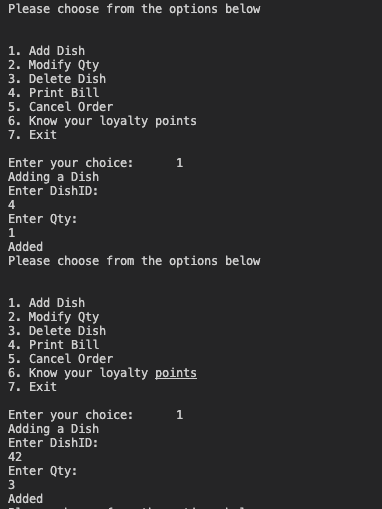 Please choose from the options below
1. Add Dish
2. Modify Qty
3. Delete Dish
4. Print Bill
5. Cancel Order
6. Know your loyalty points
7. Exit
Enter your choice: 1
Adding a Dish
Enter DishID:
4
Enter Qty:
1
Added
Please choose from the options below
1. Add Dish
2. Modify Qty
3. Delete Dish
4. Print Bill
5. Cancel Order
6. Know your loyalty points
7. Exit
Enter your choice: 1
Adding a Dish
Enter DishID:
42
Enter Qty:
3
Added